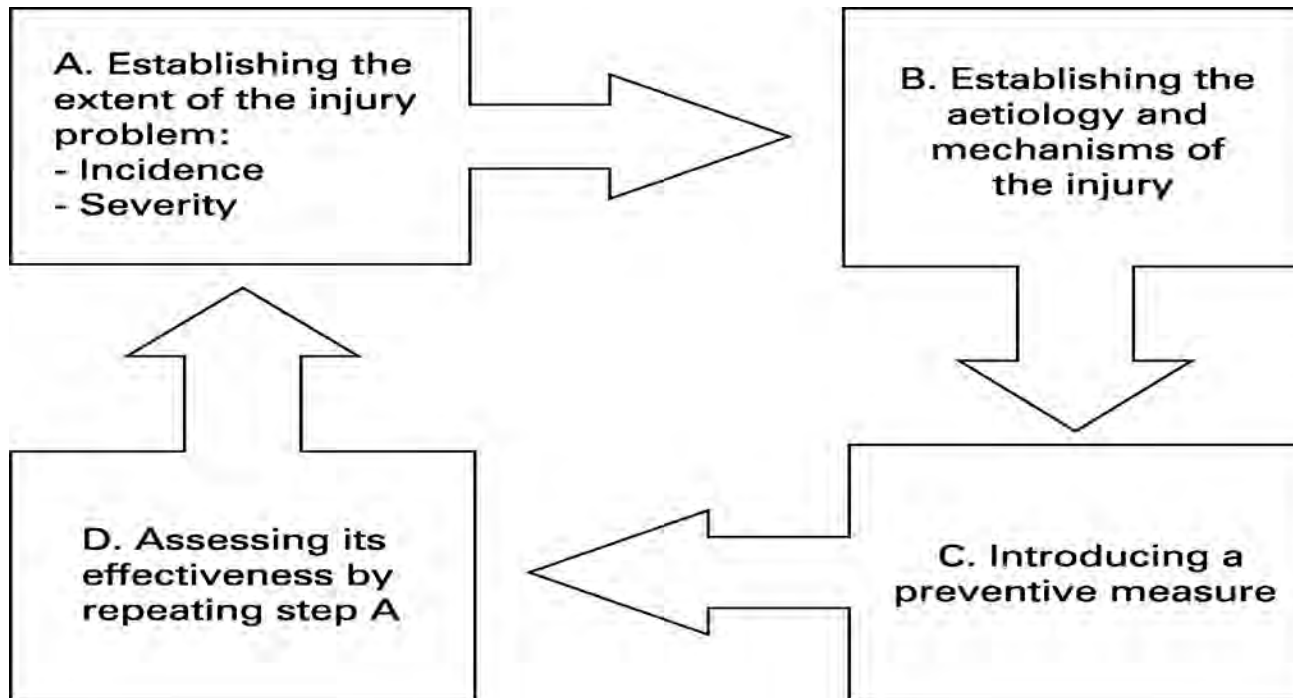 A. Establishing the
extent of the injury
problem:
- Incidence
- Severity
B. Establishing the
aetiology and
mechanisms of
the injury
D. Assessing its
effectiveness by
repeating step A
C. Introducing a
preventive measure